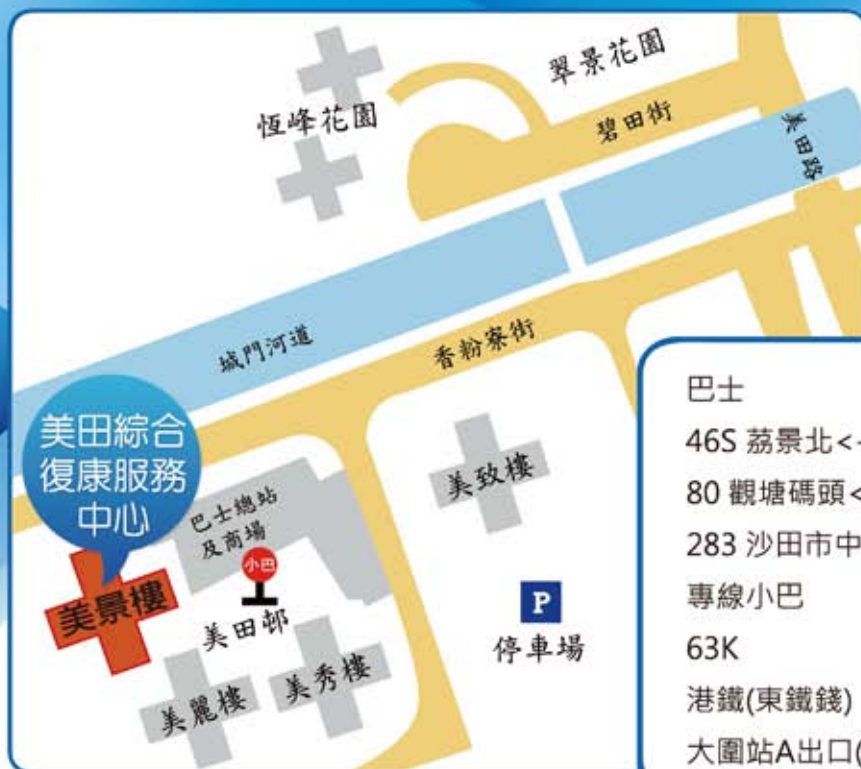 翠景花園
恆峰花園
碧田街
美田路
城門河道
香粉寮街
美田綜合
復康服務
中心
巴士總站
及商場
小巴
美致樓
美景樓
美田邨
P
停車場
美麗樓
美秀樓
巴士
46S 荔景北<
80 觀塘碼頭<
283 沙田市中
專線小巴
63K
港鐵(東鐵錢)
大圍站A出口(